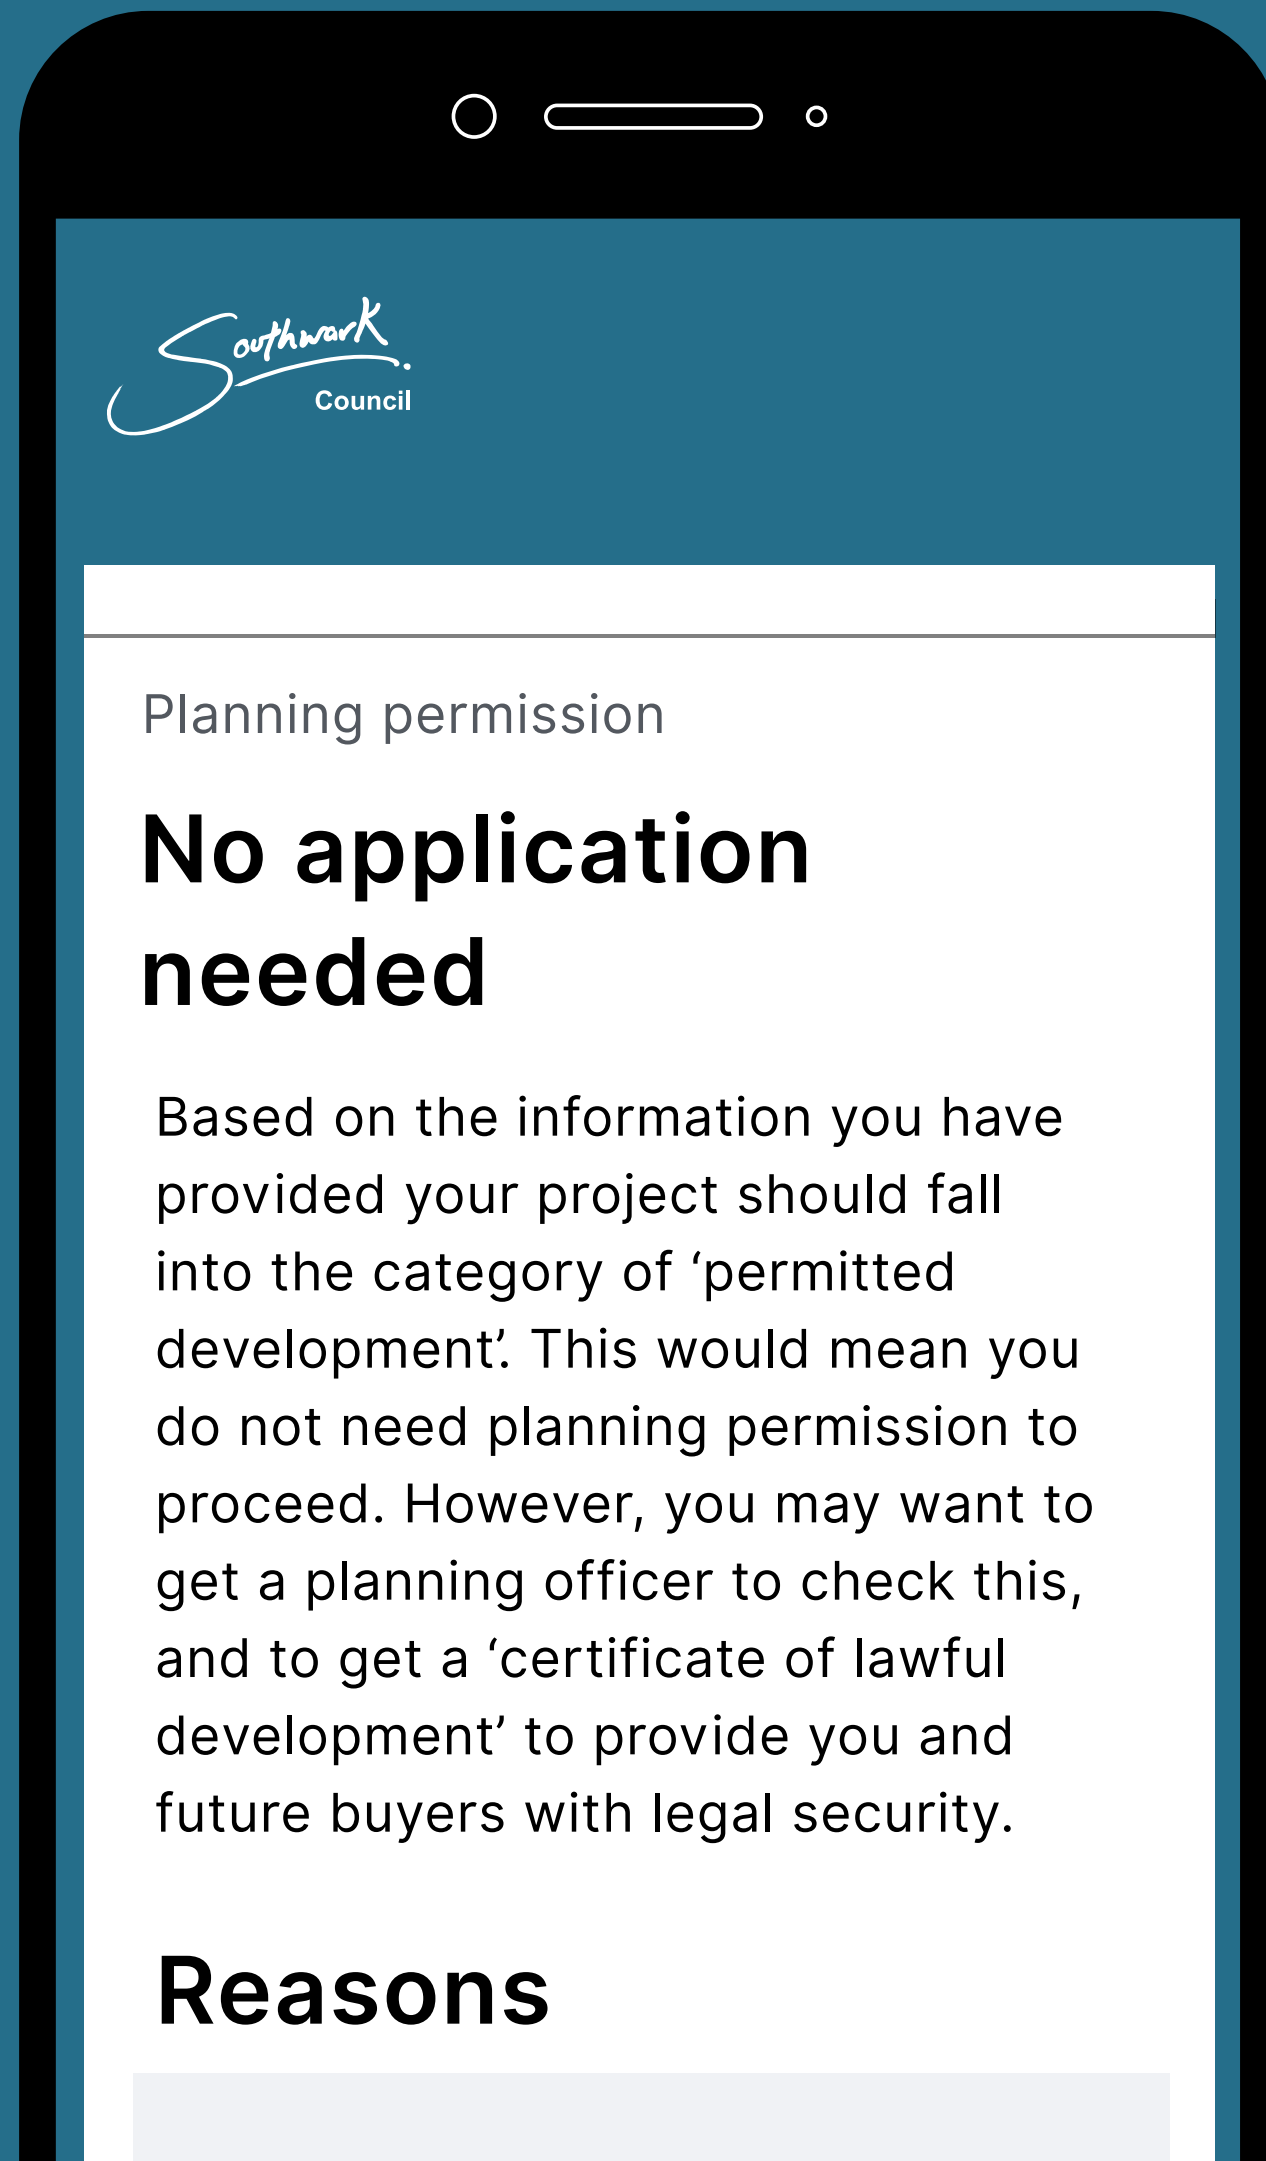 Southwark
Council
Planning permission
No application
needed
Based on the information you have
provided your project should fall
into the category of ‘permitted
development’. This would mean you
do not need planning permission to
proceed. However, you may want to
get a planning officer to check this,
and to get a ‘certificate of lawful
development’ to provide you and
future buyers with legal security.
Reasons